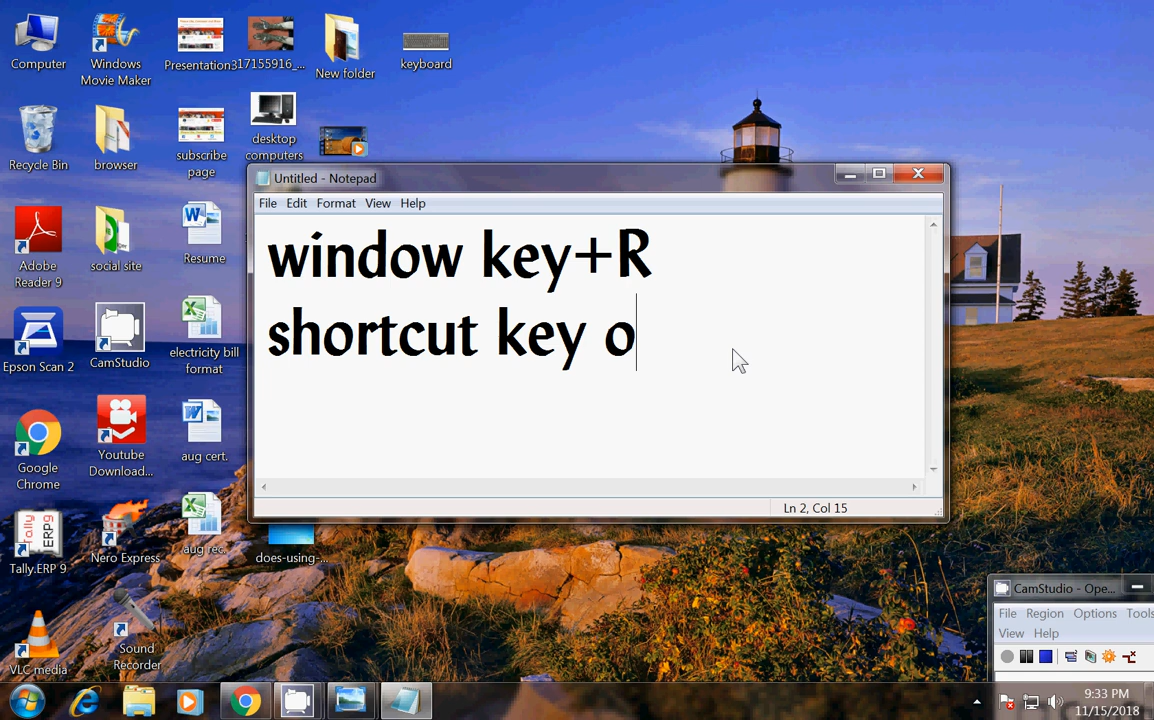 Computer
Windows Movie Maker
Presentation3
17155916_...
New folder
keyboard
Recycle Bin
browser
subscribe page
desktop computers
Adobe Reader 9
social site
Resume
Epson Scan 2
CamStudio
electricity bill format
Google Chrome
Youtube Download...
aug cert.
Tally.ERP 9
Nero Express
aug rec.
does-using-...
VLC media
Sound Recorder
Untitled - Notepad
File Edit Format View Help
window key+R
shortcut key o
Ln 2, Col 15
CamStudio - Ope...
File Region Options Tools
View Help
9:33 PM
11/15/2018